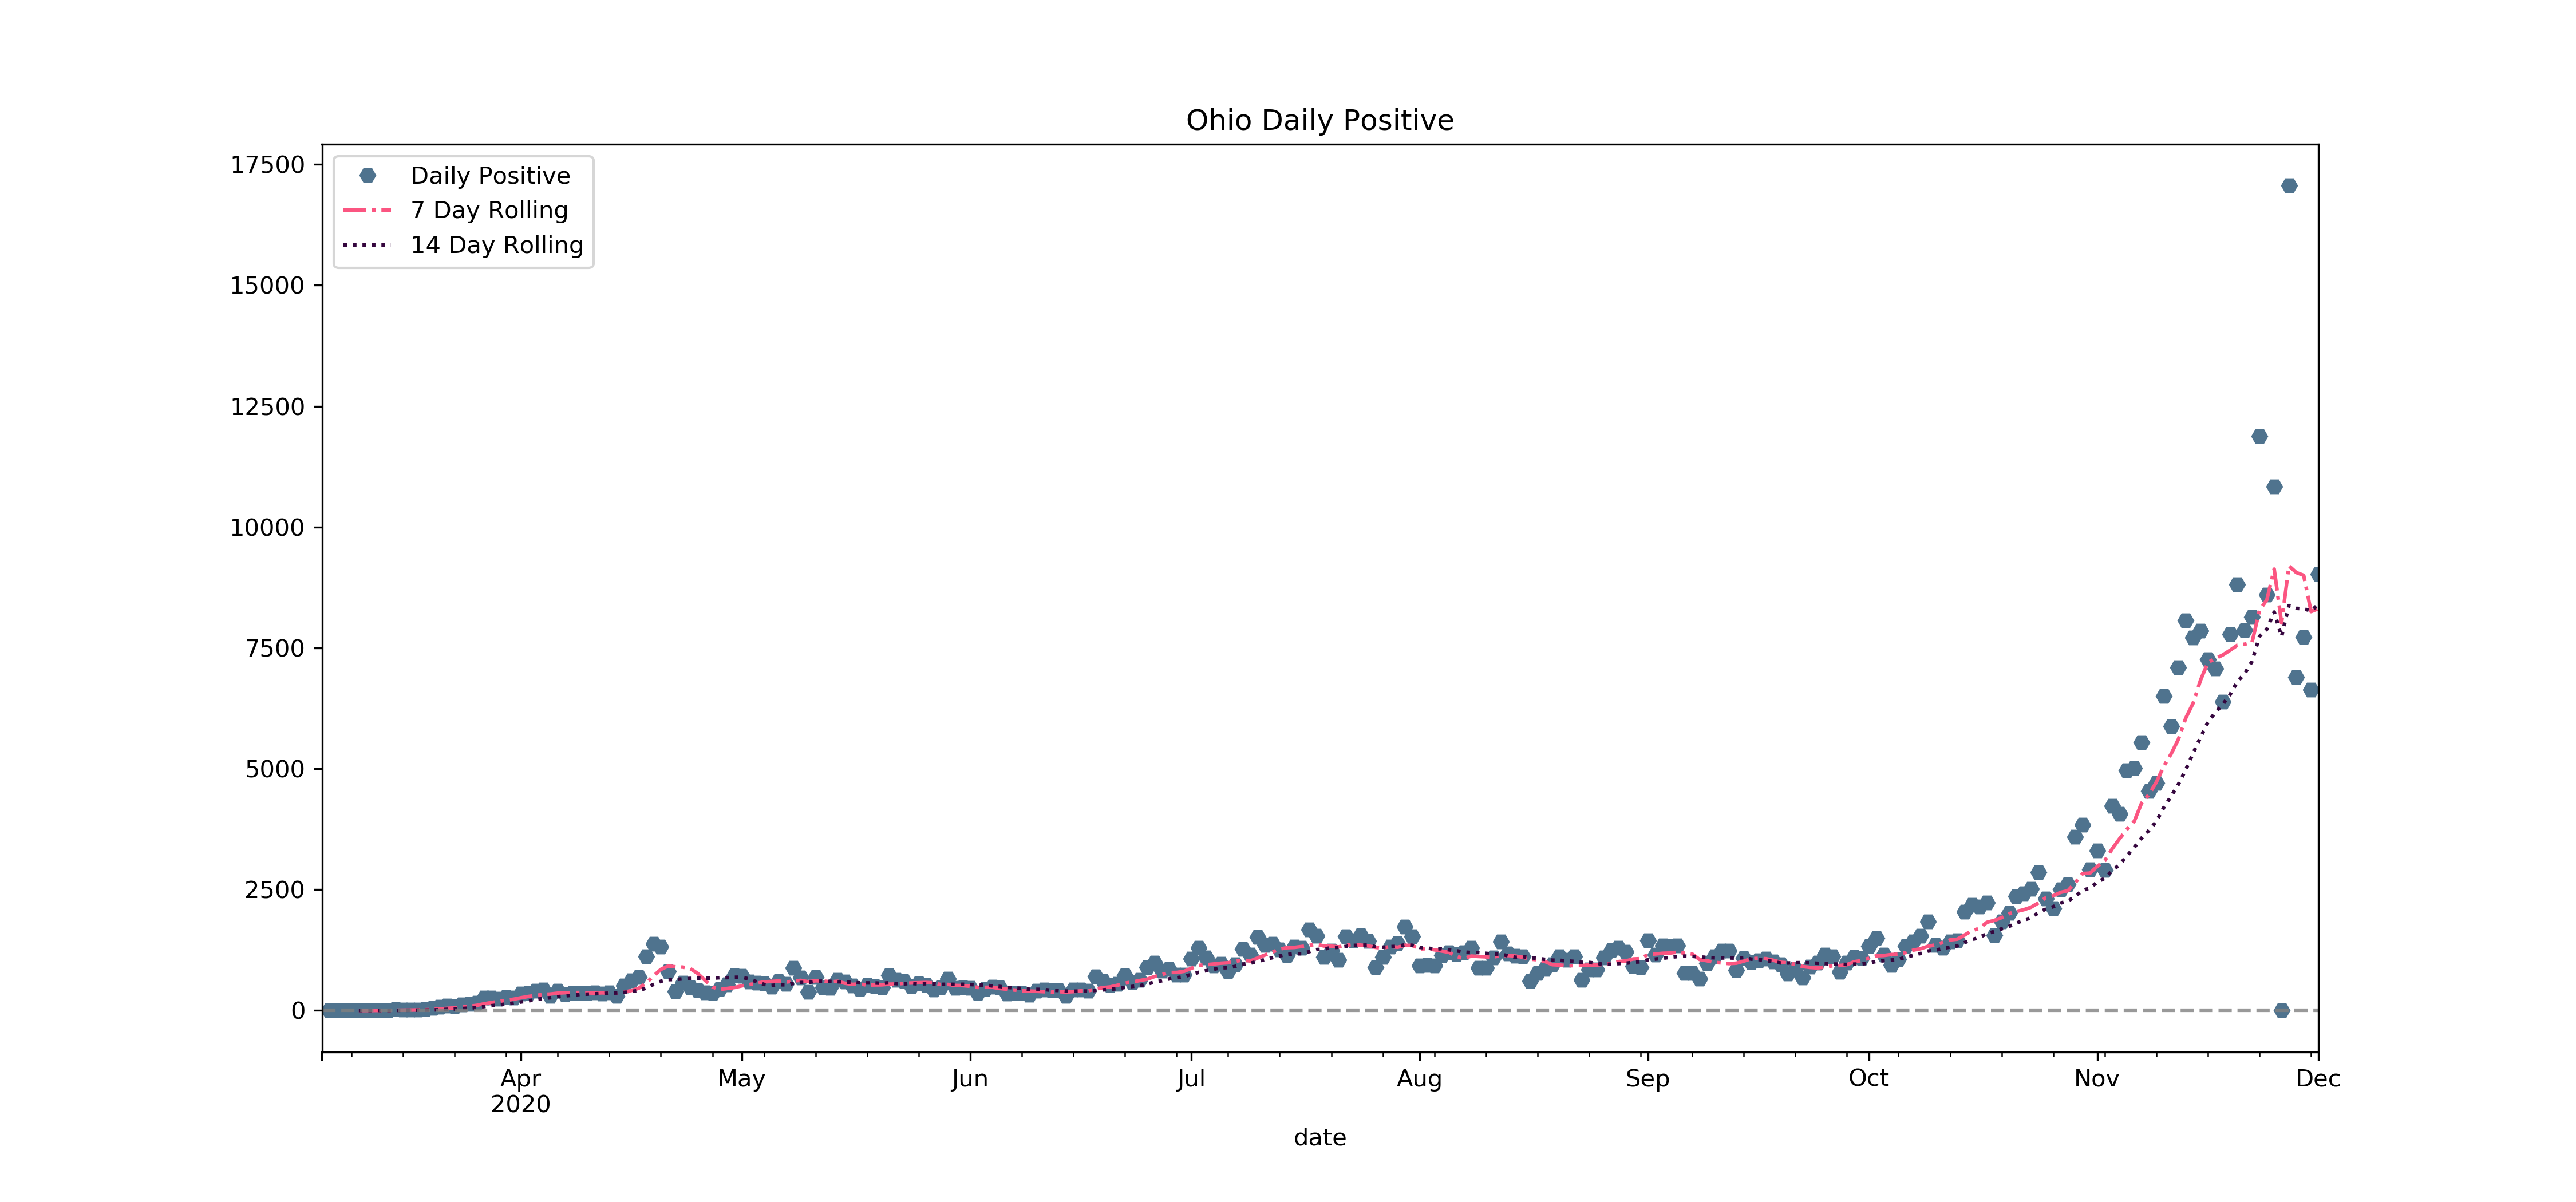 Ohio Daily Positive
17500
15000
12500
10000
7500
5000
2500
0
Daily Positive
7 Day Rolling
14 Day Rolling
Apr May Jun Jul Aug Sep Oct Nov Dec
2020
date